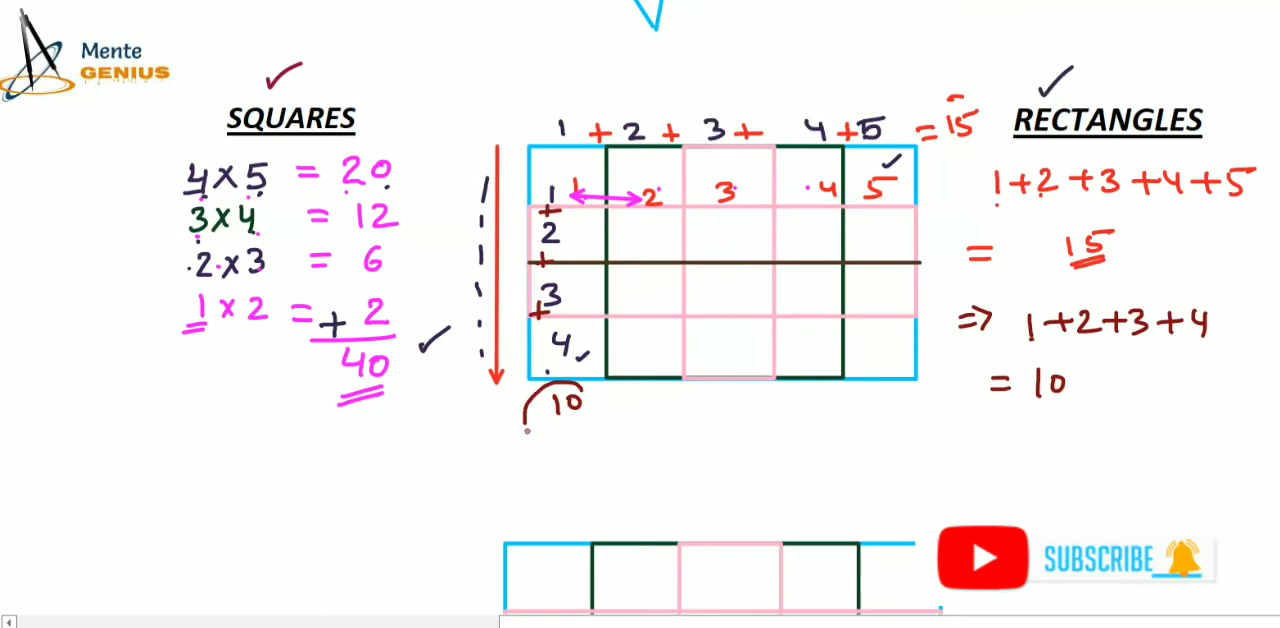 Mente
GENIUS
SQUARES
4 × 5 = 20
3 × 4 = 12
2 × 3 = 6
1 × 2 = + 2
40
1 + 2 + 3 + 4 + 5 = 15
1 2 3 4 5
1
+
2
+
3
+
4
10
RECTANGLES
1 + 2 + 3 + 4 + 5
= 15
⇒ 1 + 2 + 3 + 4
= 10
SUBSCRIBE